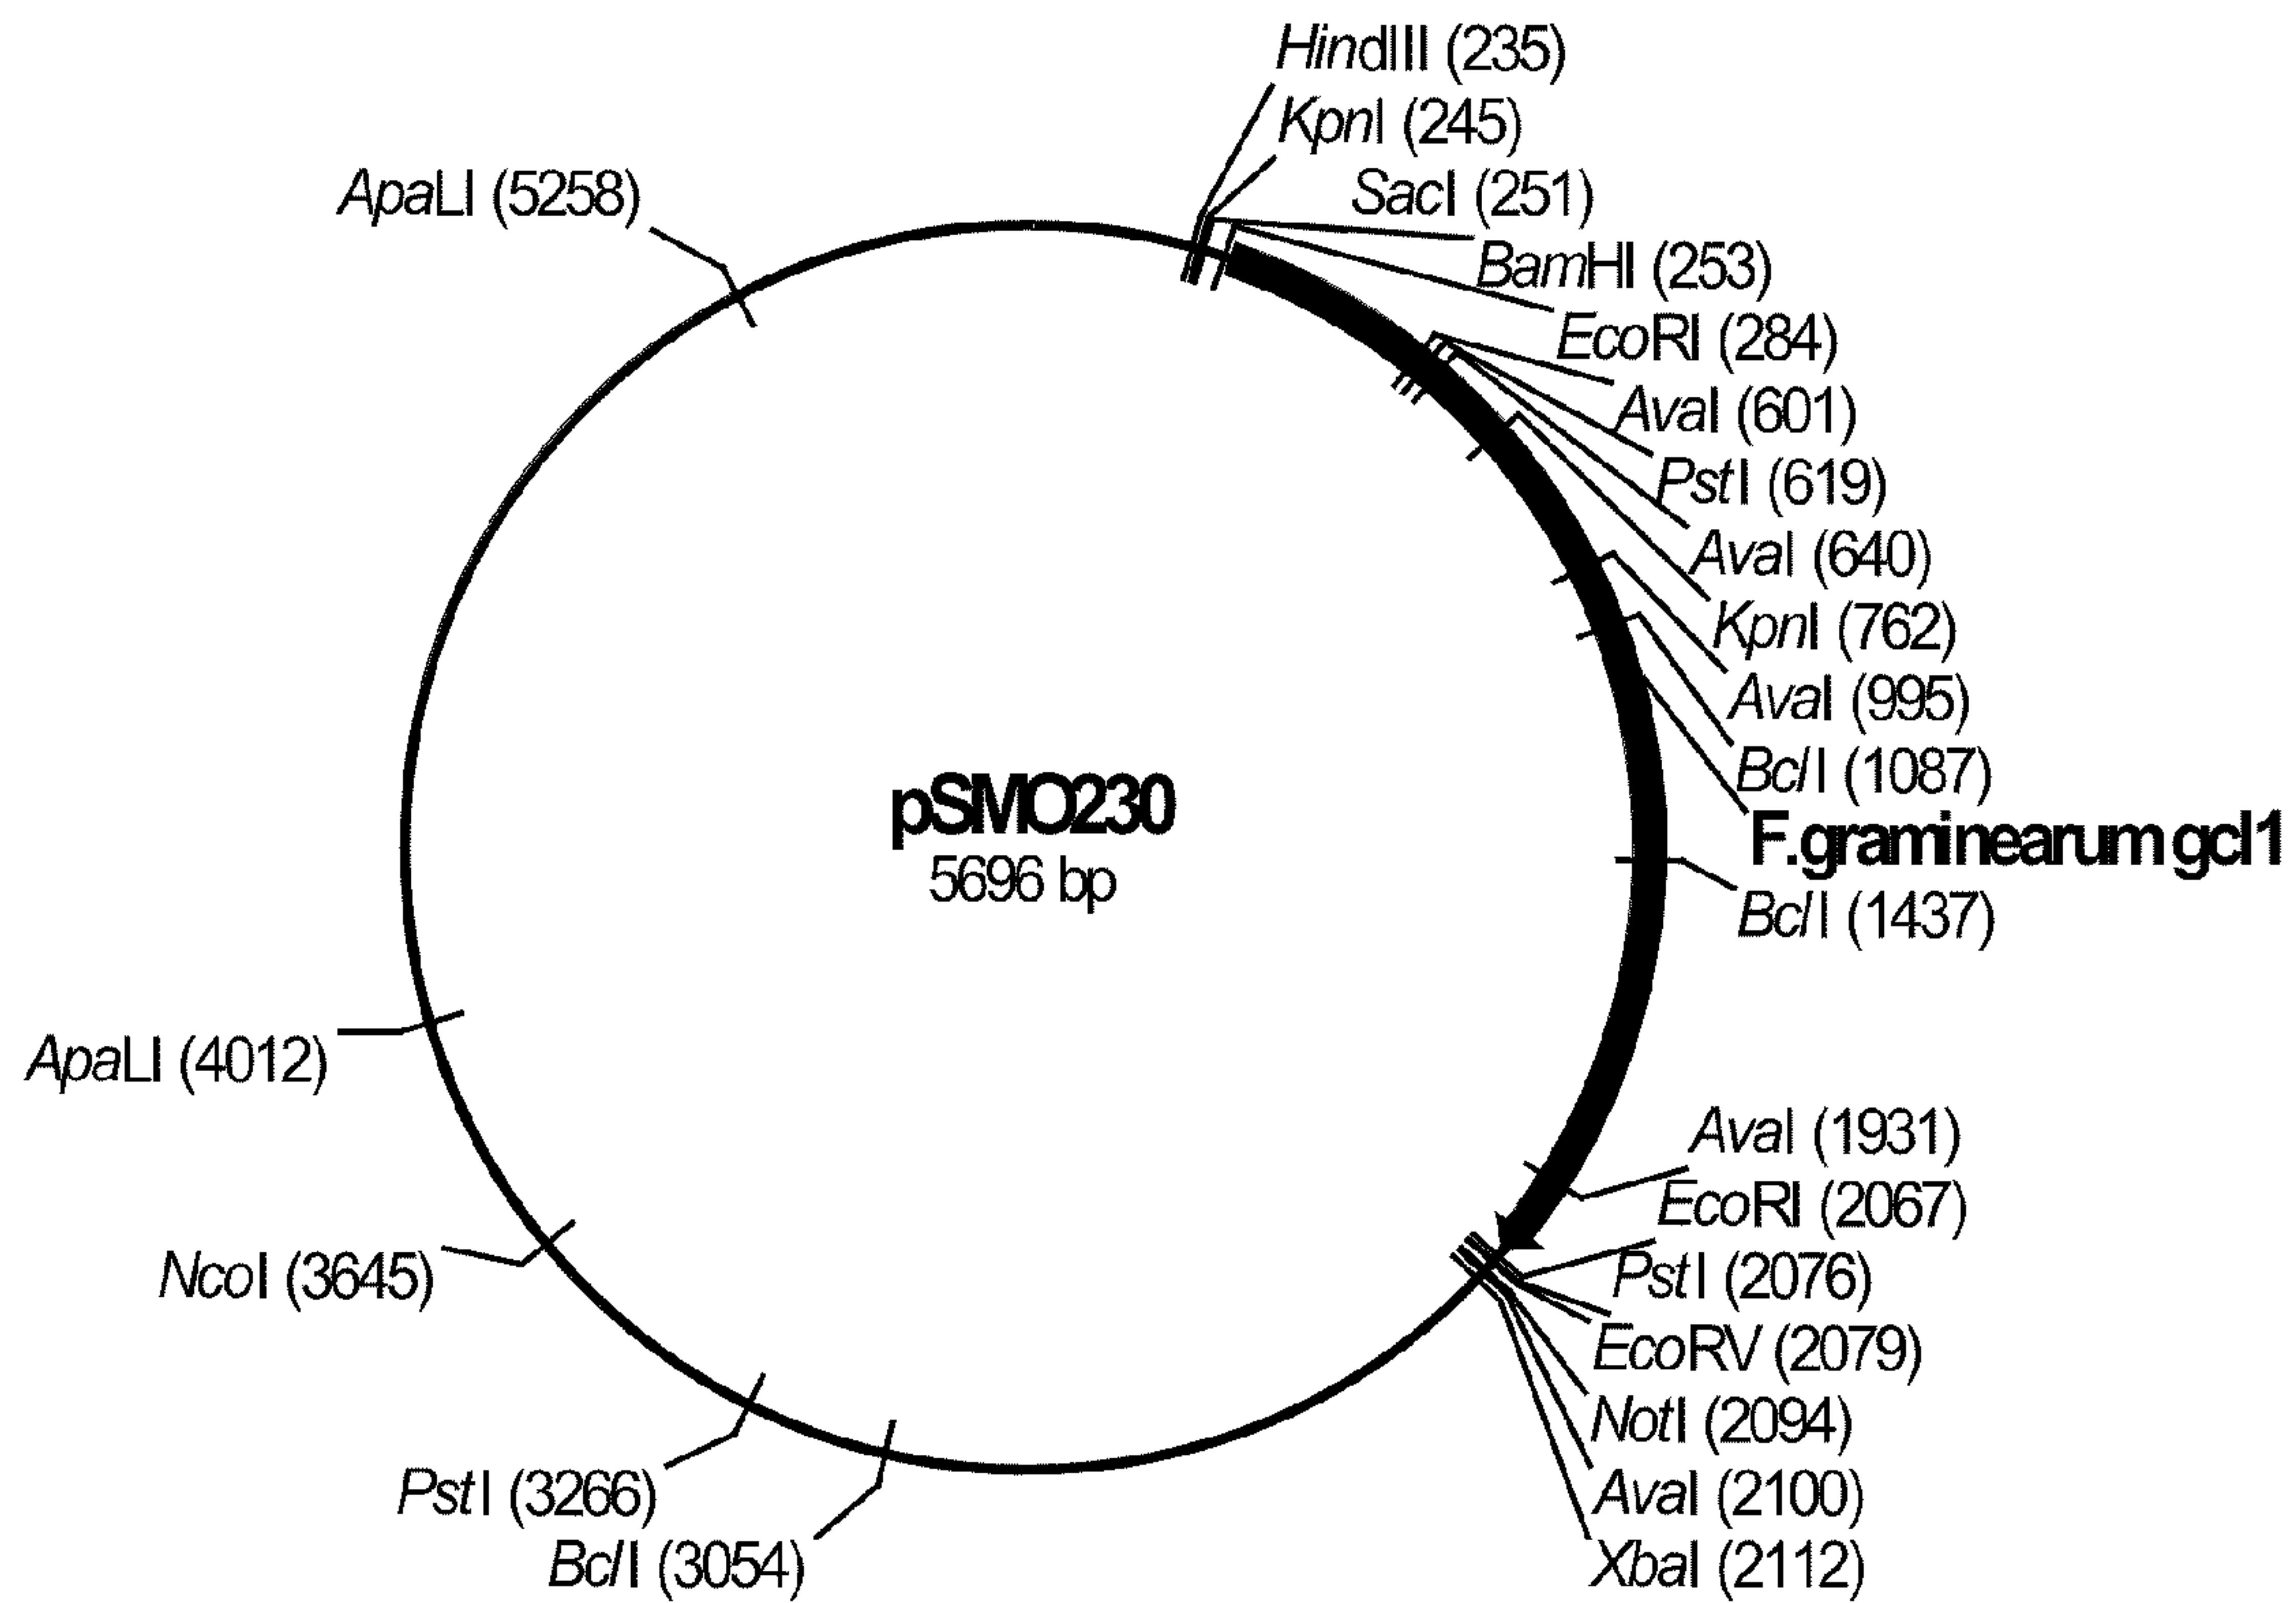 HindIII (235)
KpnI (245)
SacI (251)
ApaLI (5258)
BamHI (253)
EcoRI (284)
AvaI (601)
PstI (619)
AvaI (640)
KpnI (762)
AvaI (995)
BclI (1087)
pSMO230
F.graminearum gcl1
5696 bp
BclI (1437)
ApaLI (4012)
AvaI (1931)
EcoRI (2067)
NcoI (3645)
PstI (2076)
EcoRV (2079)
NotI (2094)
PstI (3266)
AvaI (2100)
BclI (3054)
XbaI (2112)